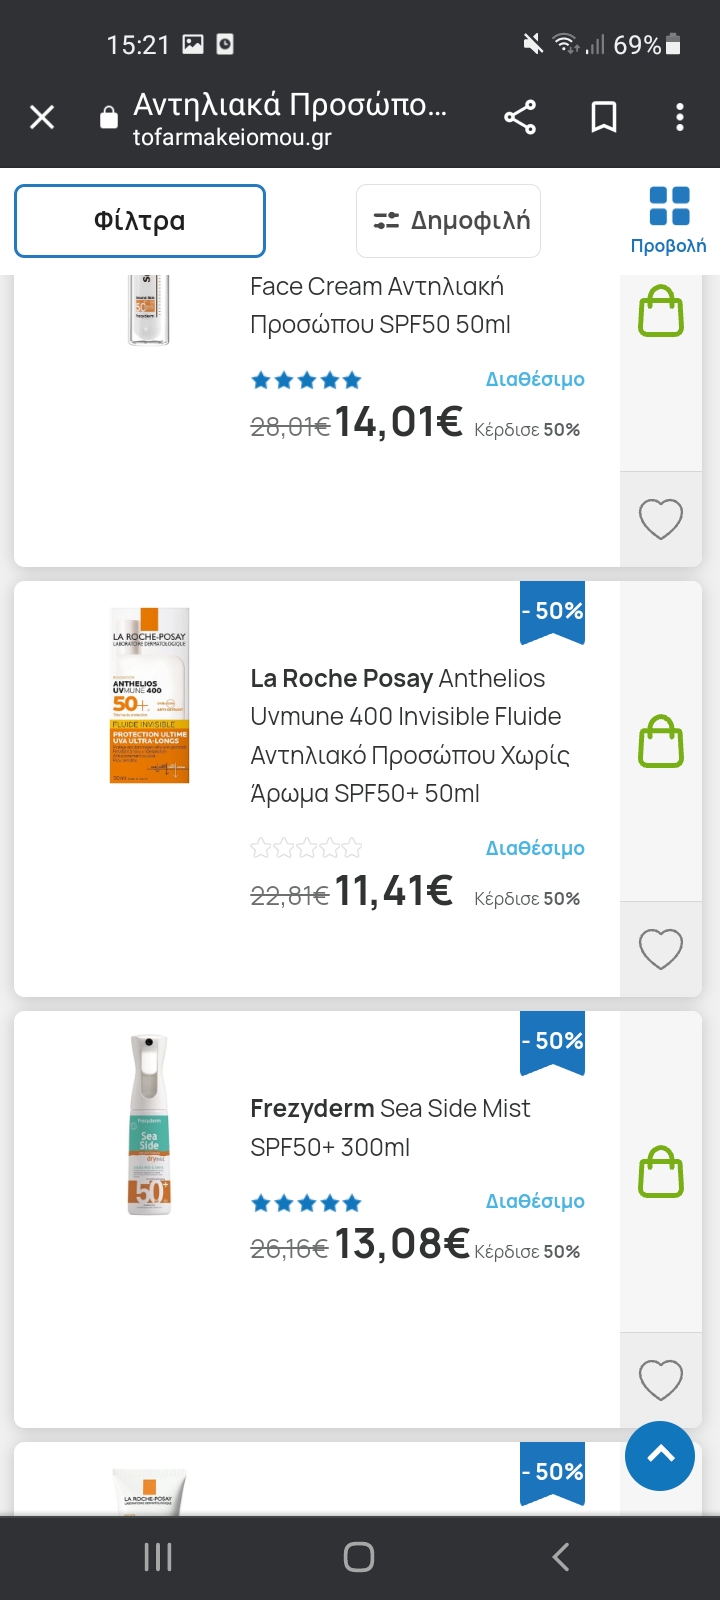 15:21
69%
Αντηλιακά Προσώπο...
tofarmakeiomou.gr
Φίλτρα
Δημοφιλή
Προβολή
Face Cream Αντηλιακή
Προσώπου SPF50 50ml
Διαθέσιμο
28,01€ 14,01€ Κέρδισε 50%
- 50%
LA ROCHE-POSAY
LABORATOIRE DERMATOLOGIQUE
ANTHELIOS
UVMUNE 400
50+
FLUIDE INVISIBLE
PROTECTION ULTIME
UVA ULTRA-LONGS
La Roche Posay Anthelios
Uvmune 400 Invisible Fluide
Αντηλιακό Προσώπου Χωρίς
Άρωμα SPF50+ 50ml
Διαθέσιμο
22,81€ 11,41€ Κέρδισε 50%
- 50%
Frezyderm
Sea
Side
dry mist
50+
Frezyderm Sea Side Mist
SPF50+ 300ml
Διαθέσιμο
26,16€ 13,08€ Κέρδισε 50%
- 50%
LA ROCHE-POSAY